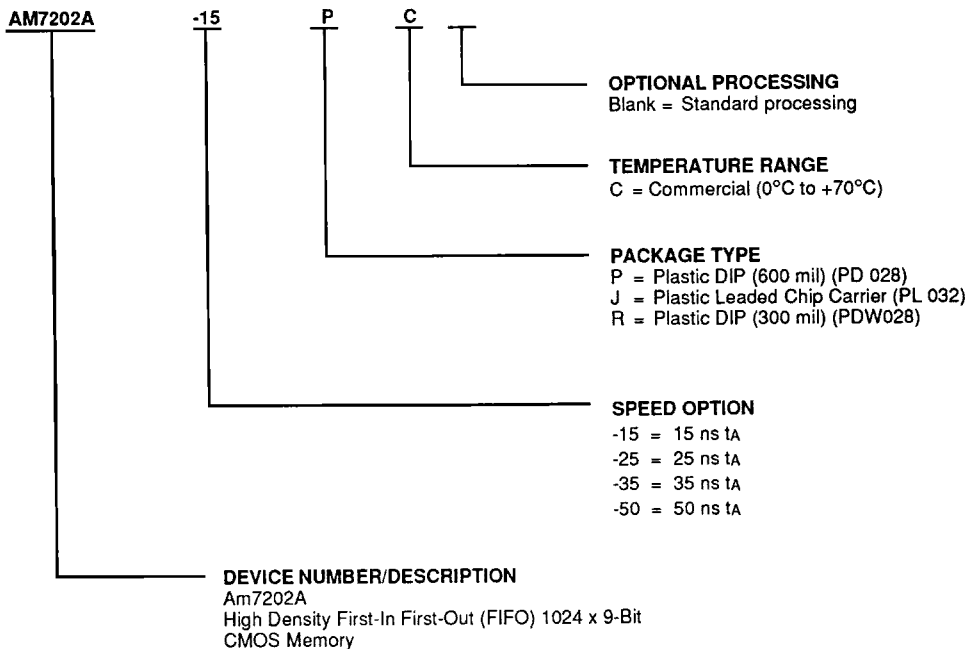 AM7202A -15 P C
OPTIONAL PROCESSING
Blank = Standard processing
TEMPERATURE RANGE
C = Commercial (0°C to +70°C)
PACKAGE TYPE
P = Plastic DIP (600 mil) (PD 028)
J = Plastic Leaded Chip Carrier (PL 032)
R = Plastic DIP (300 mil) (PDW028)
SPEED OPTION
-15 = 15 ns tA
-25 = 25 ns tA
-35 = 35 ns tA
-50 = 50 ns tA
DEVICE NUMBER/DESCRIPTION
Am7202A
High Density First-In First-Out (FIFO) 1024 x 9-Bit
CMOS Memory